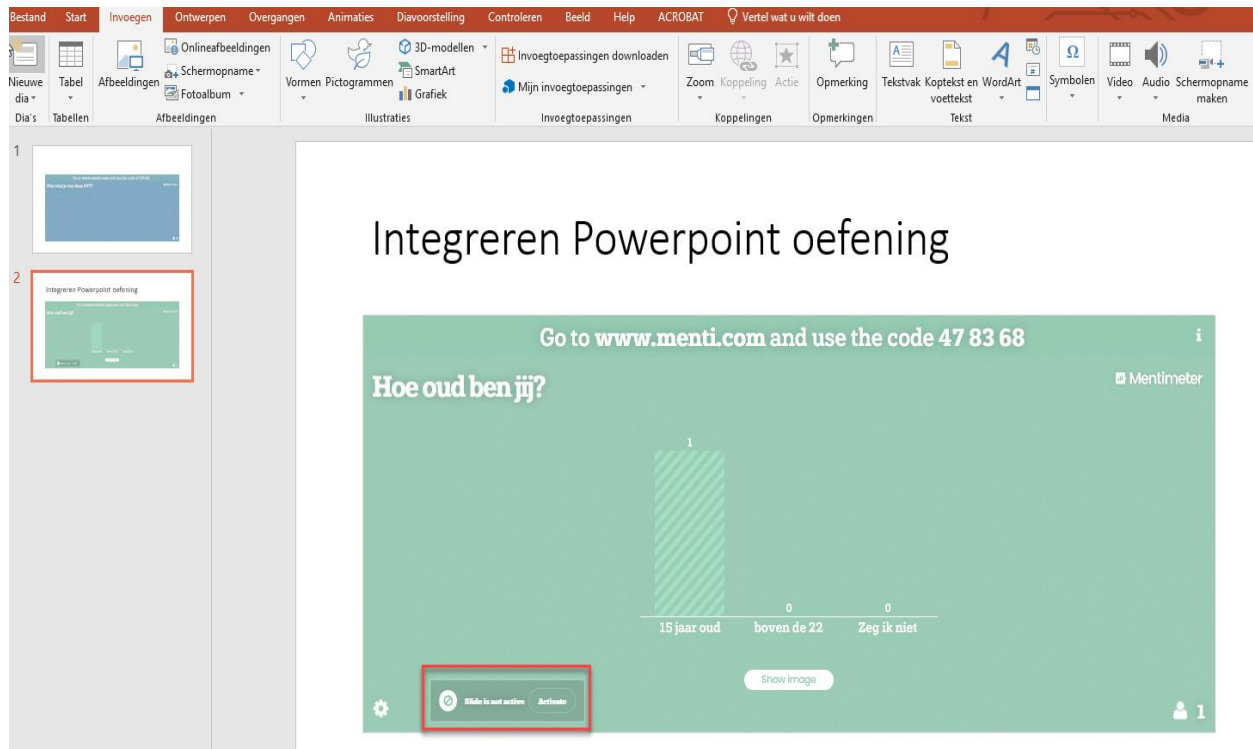 Bestand Start Invoegen Ontwerpen Overgangen Animaties Diavoorstelling Controleren Beeld Help ACROBAT Vertel wat u wilt doen
Nieuwe dia
Tabel
Afbeeldingen
Onlineafbeeldingen
Schermopname
Fotoalbum
Vormen
Pictogrammen
3D-modellen
SmartArt
Grafiek
Invoegtoepassingen downloaden
Mijn invoegtoepassingen
Zoom
Koppeling
Actie
Opmerking
Tekstvak
Koptekst en
voettekst
WordArt
Symbolen
Video
Audio
Schermopname
maken
Dia's Tabellen Afbeeldingen Illustraties Invoegtoepassingen Koppelingen Opmerkingen Tekst Media
1
2
Integreren Powerpoint oefening
Integreren Powerpoint oefening
Go to www.menti.com and use the code 47 83 68
i
Hoe oud ben jij?
Mentimeter
1
0
0
15 jaar oud boven de 22 Zeg ik niet
Show image
Slide is not active Activate
1